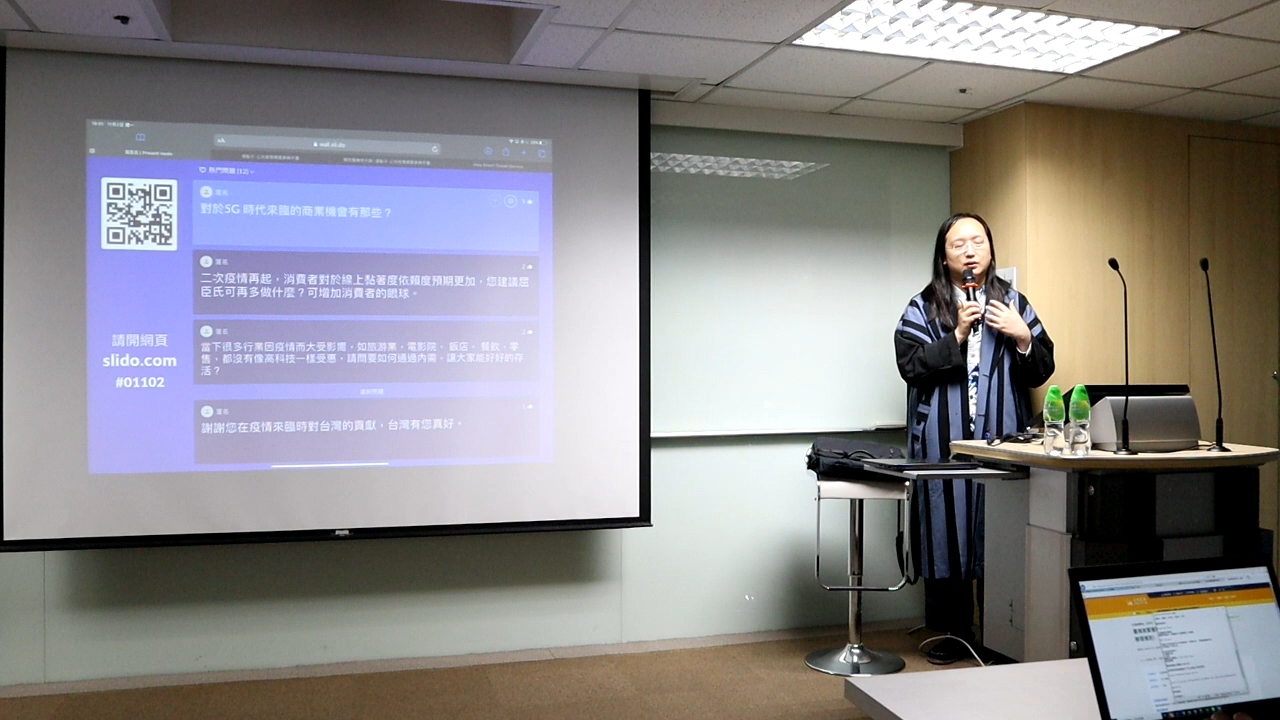 wall.sli.do
熱門問題 (12)
匿名
對於5G 時代來臨的商業機會有那些？
匿名
二次疫情再起，消費者對於線上黏著度依賴度預期更加，您建議屈
臣氏可再多做什麼？可增加消費者的眼球。
匿名
當下很多行業因疫情而大受影響，如旅游業，電影院，飯店，餐飲，零
售，都沒有像高科技一樣受惠，請問要如何通過內需，讓大家能好好的存
活？
匿名
謝謝您在疫情來臨時對台灣的貢獻，台灣有您真好。
請開網頁
slido.com
#01102